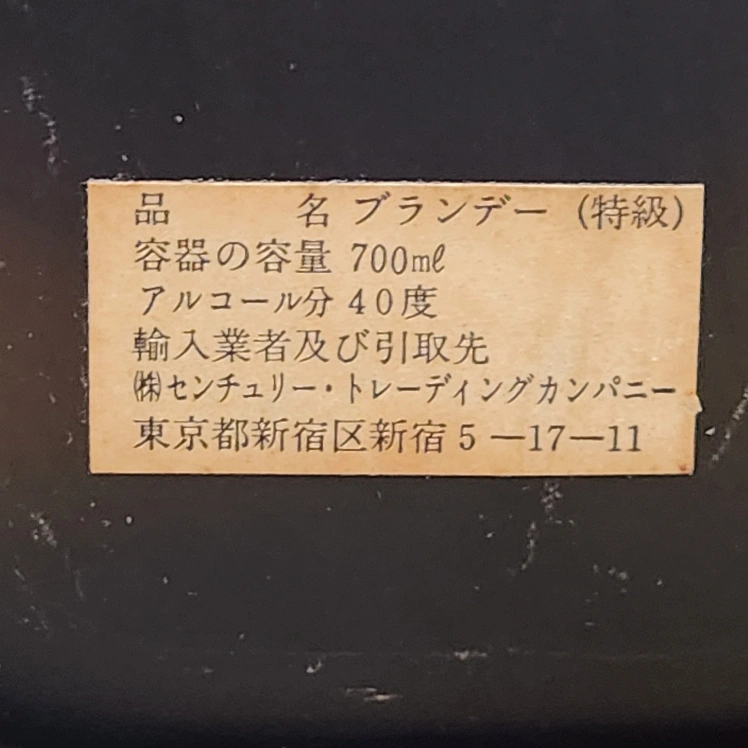 品　　　名 ブランデー (特級)
容器の容量 700㎖
アルコール分 40度
輸入業者及び引取先
㈱センチュリー・トレーディングカンパニー
東京都新宿区新宿5―17―11